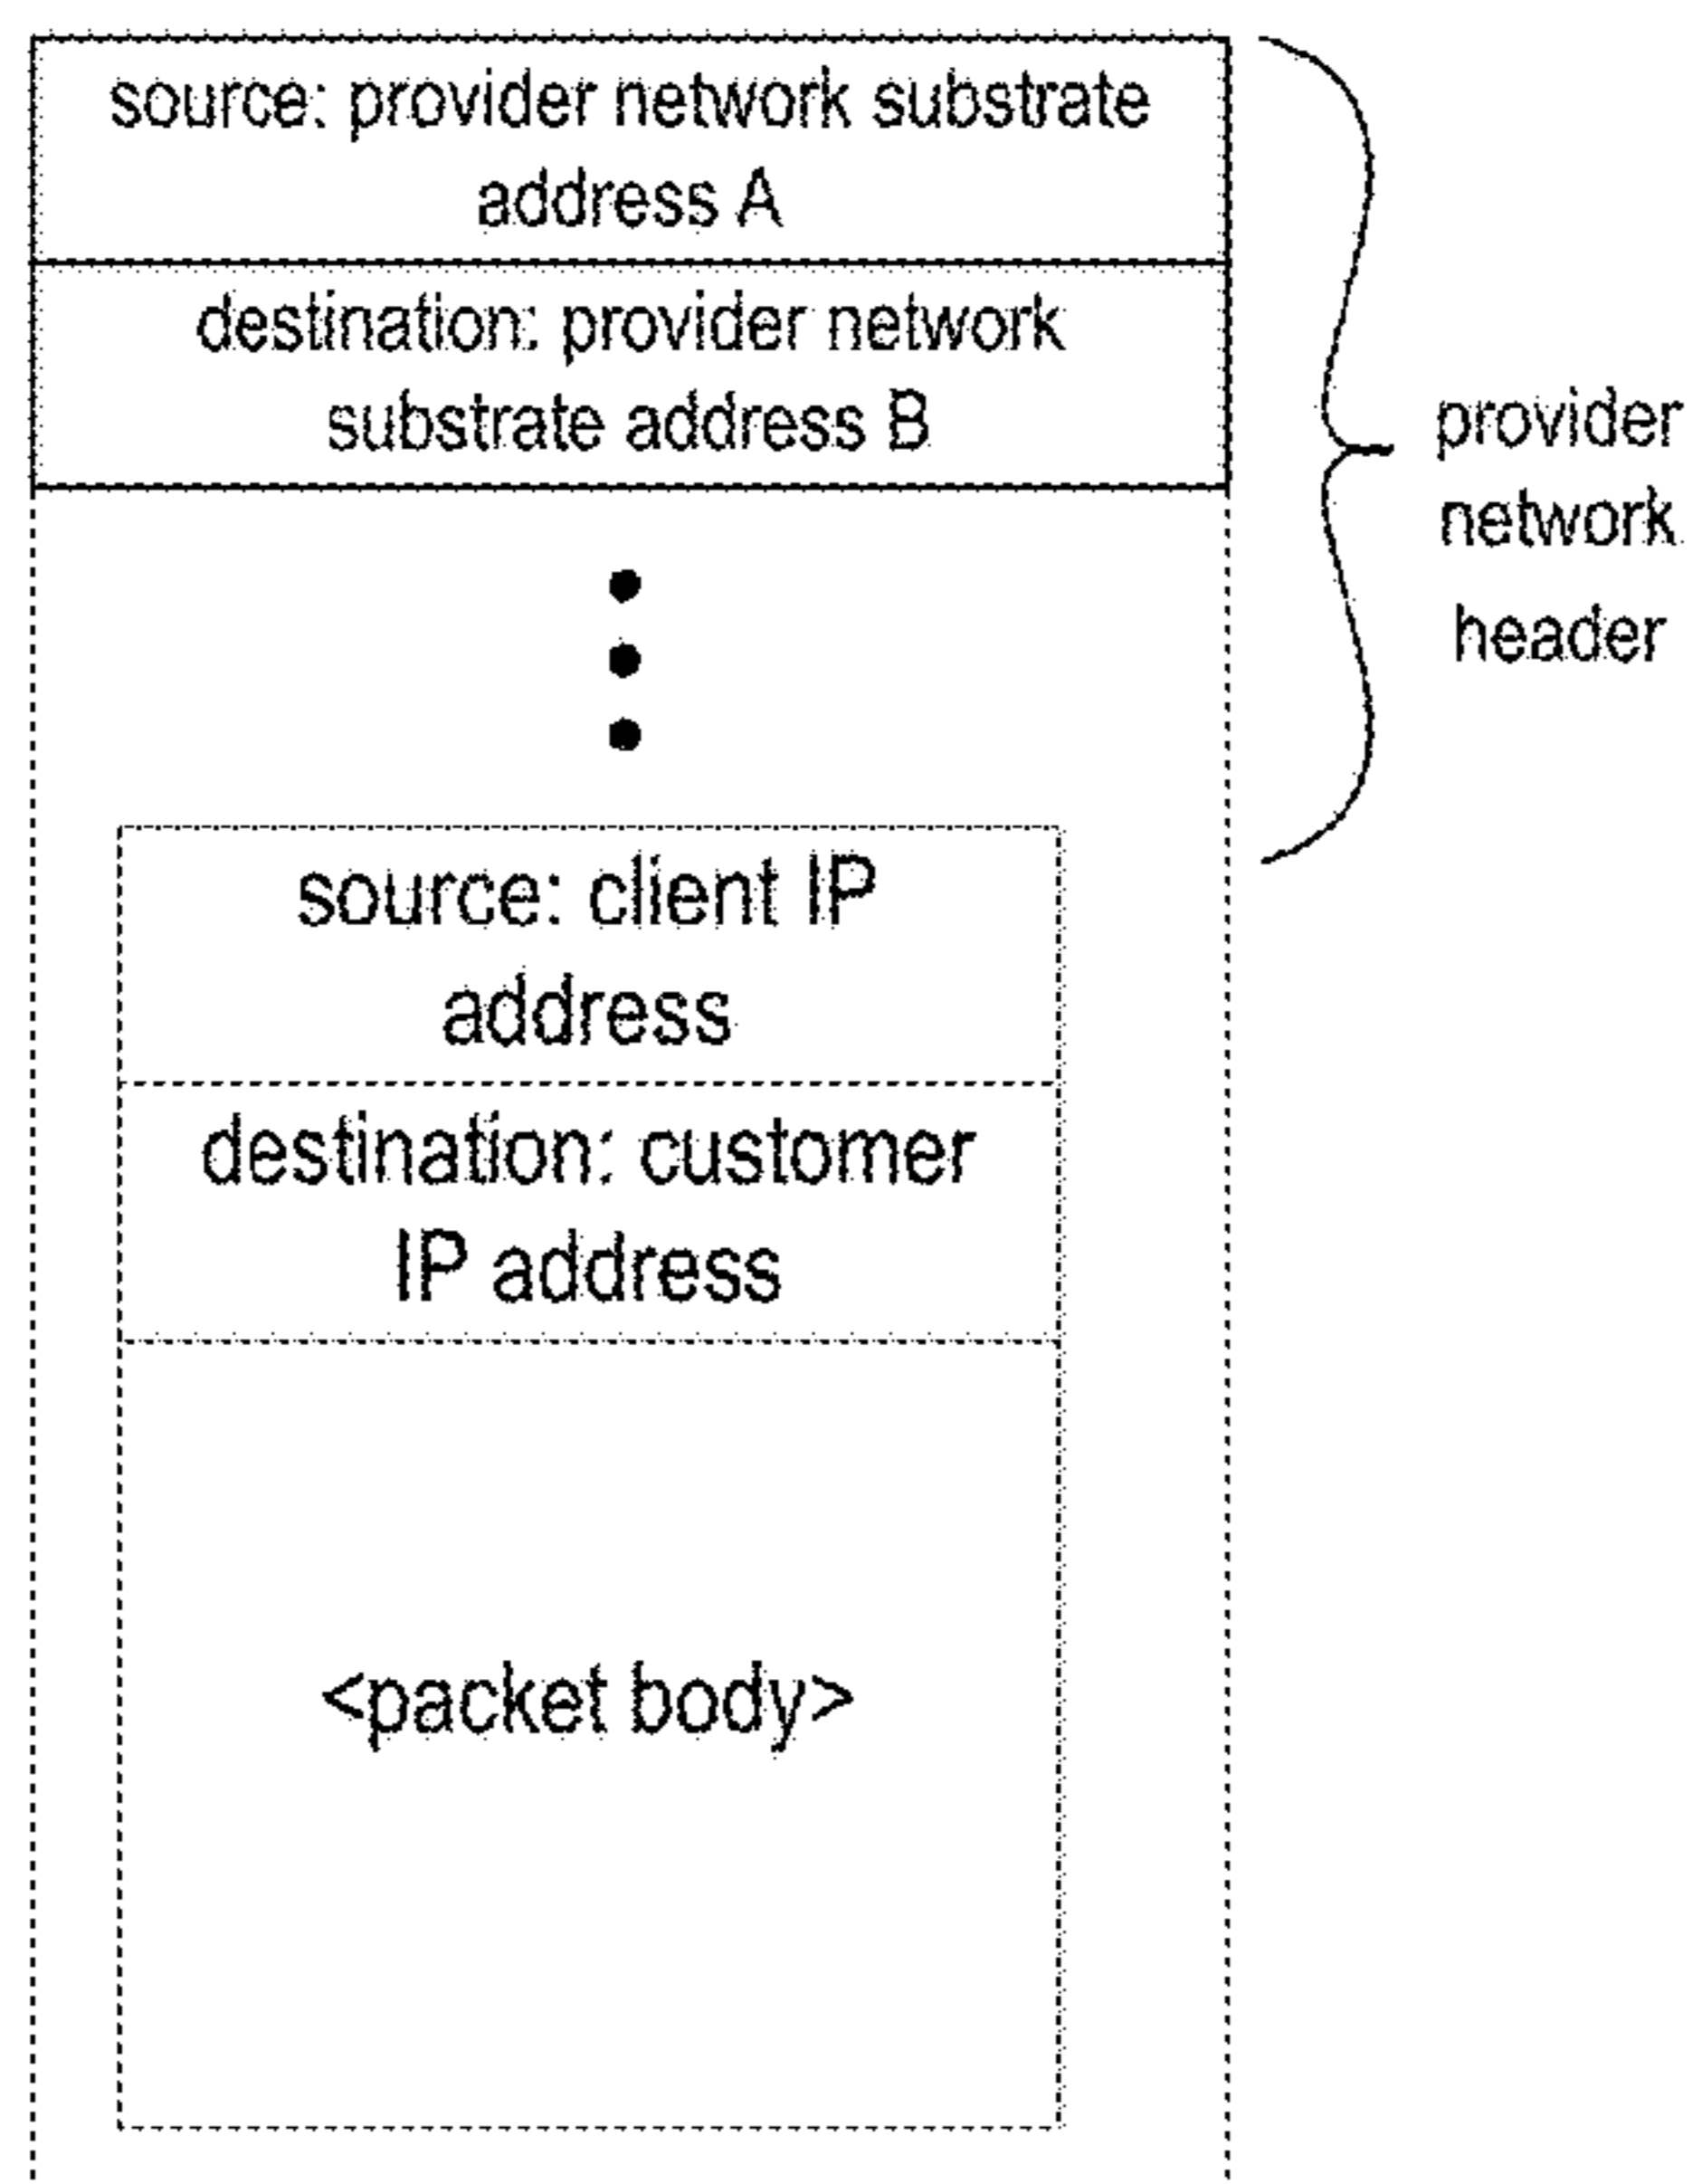 source: provider network substrate
address A
destination: provider network
substrate address B
provider
network
header
source: client IP
address
destination: customer
IP address
<packet body>